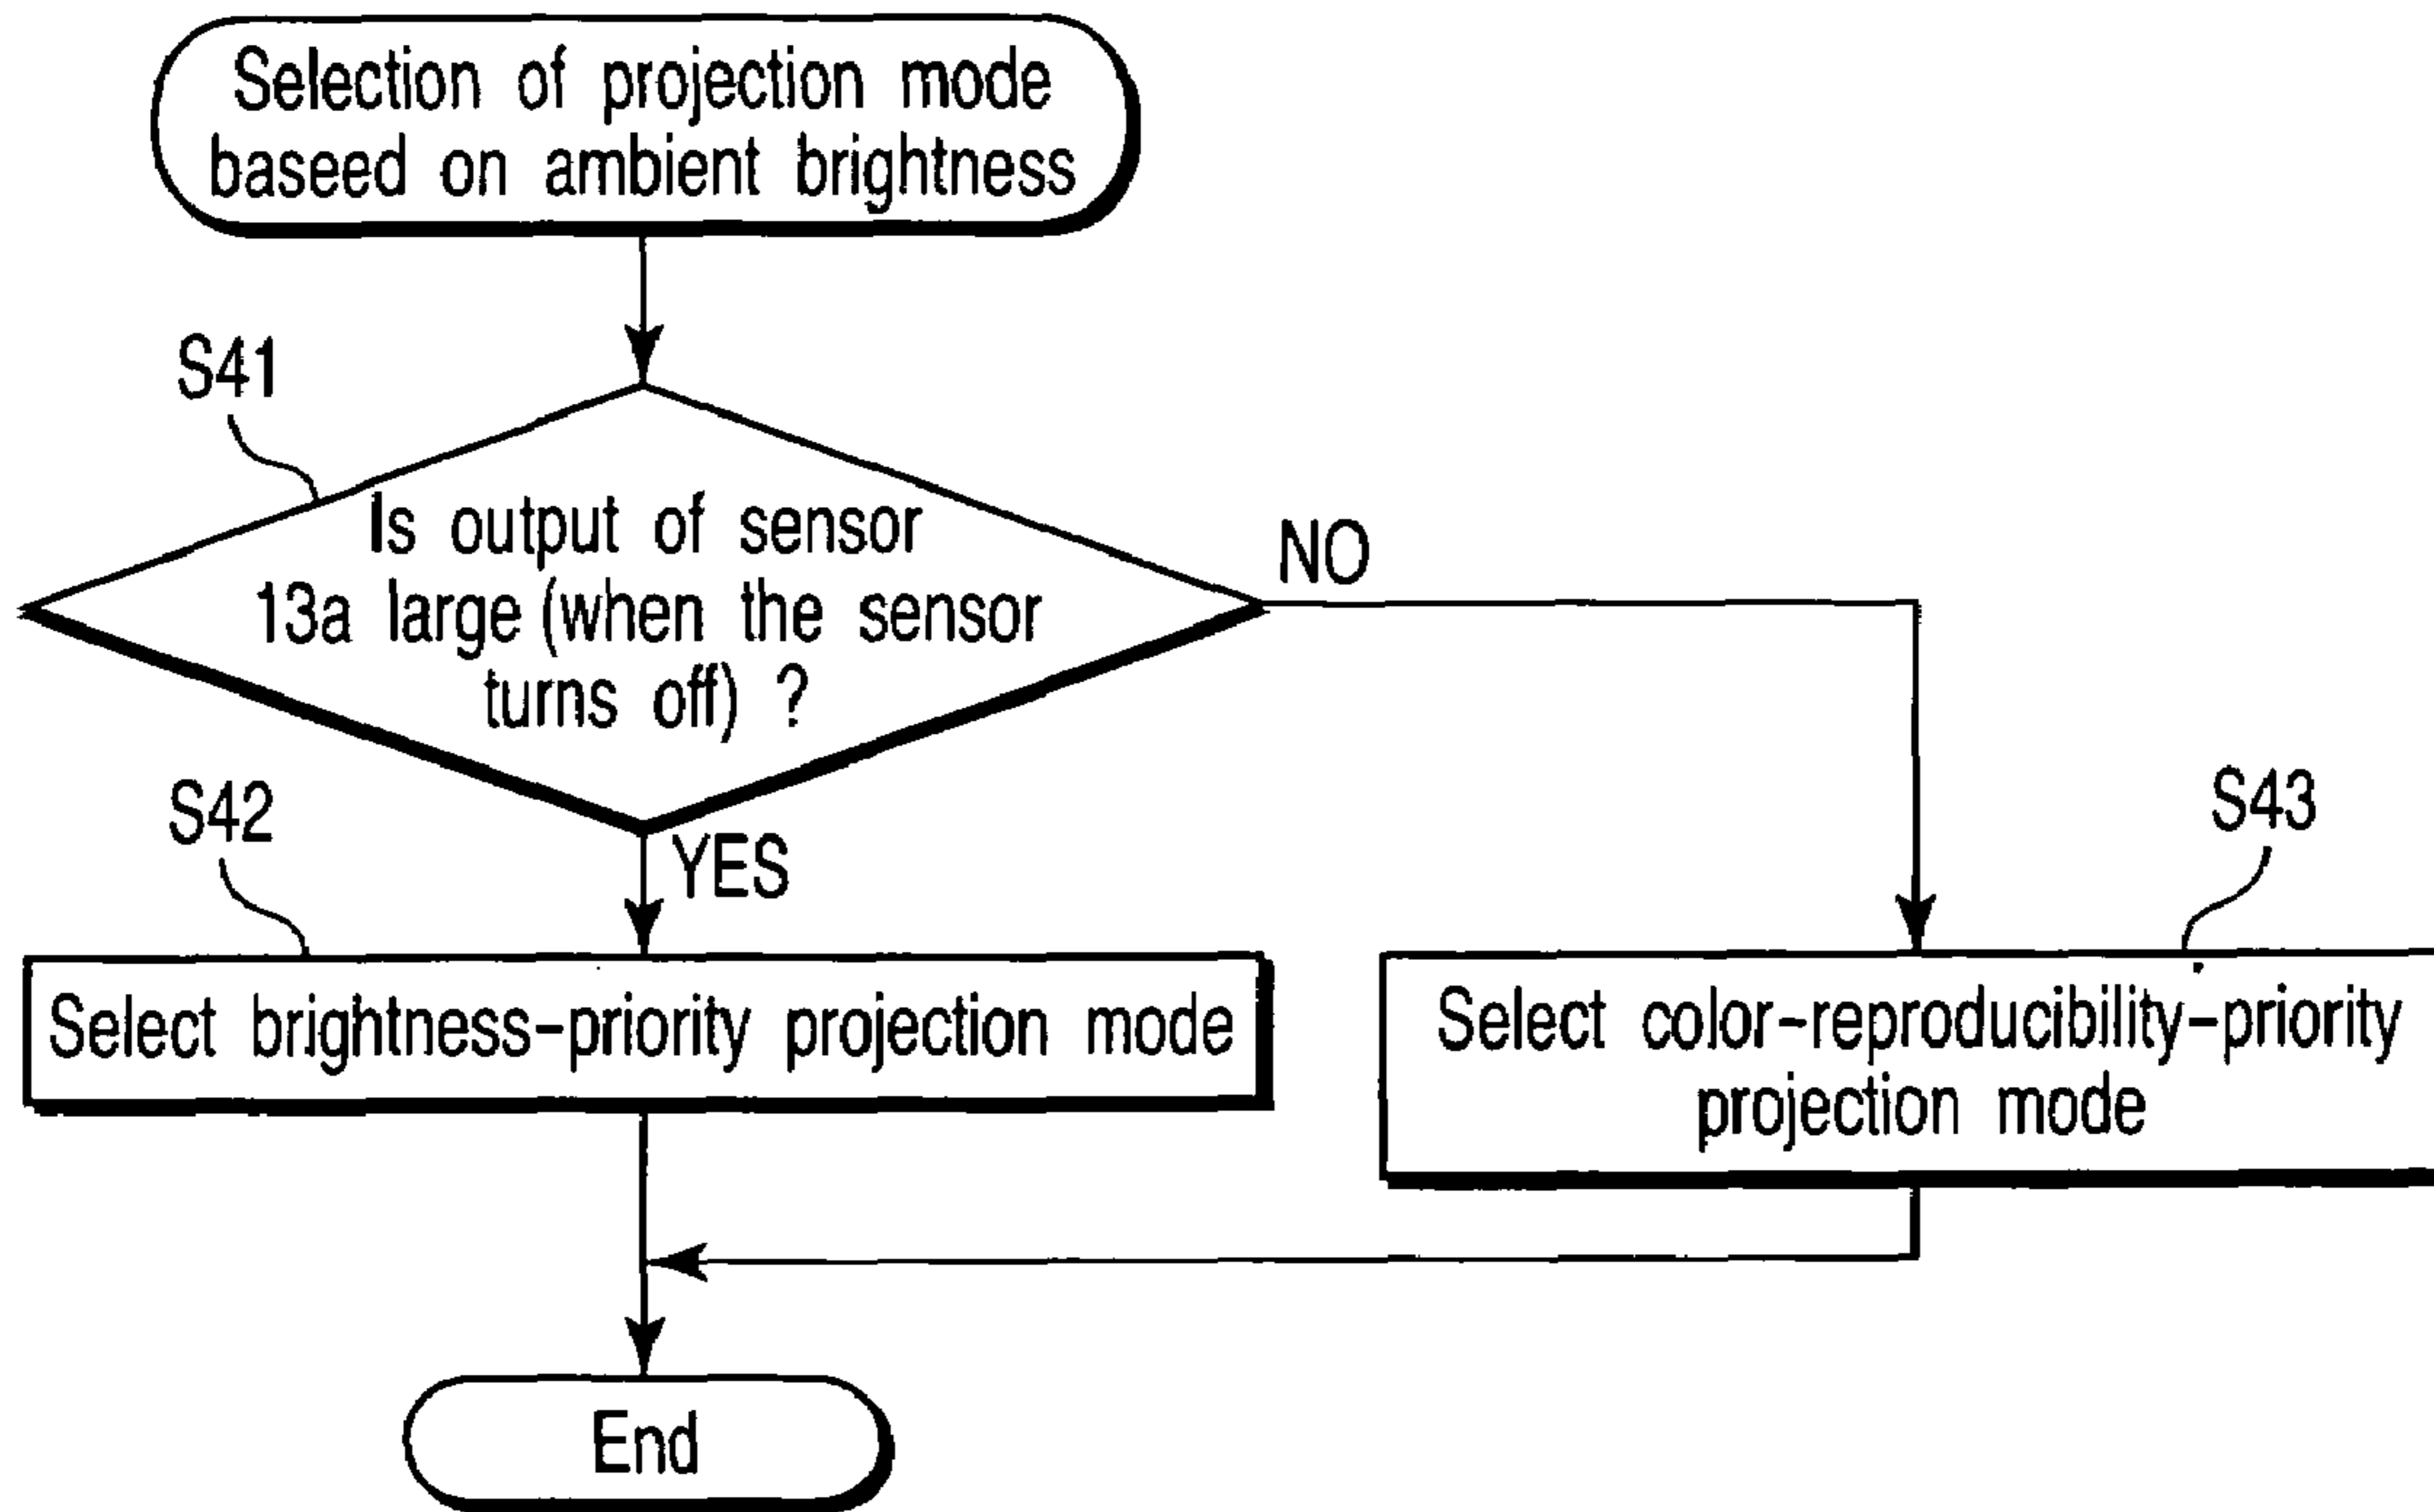 Selection of projection mode
baseed on ambient brightness
S41
Is output of sensor
13a large (when the sensor
turns off) ?
NO
YES
S42
Select brightness-priority projection mode
S43
Select color-reproducibility-priority
projection mode
End